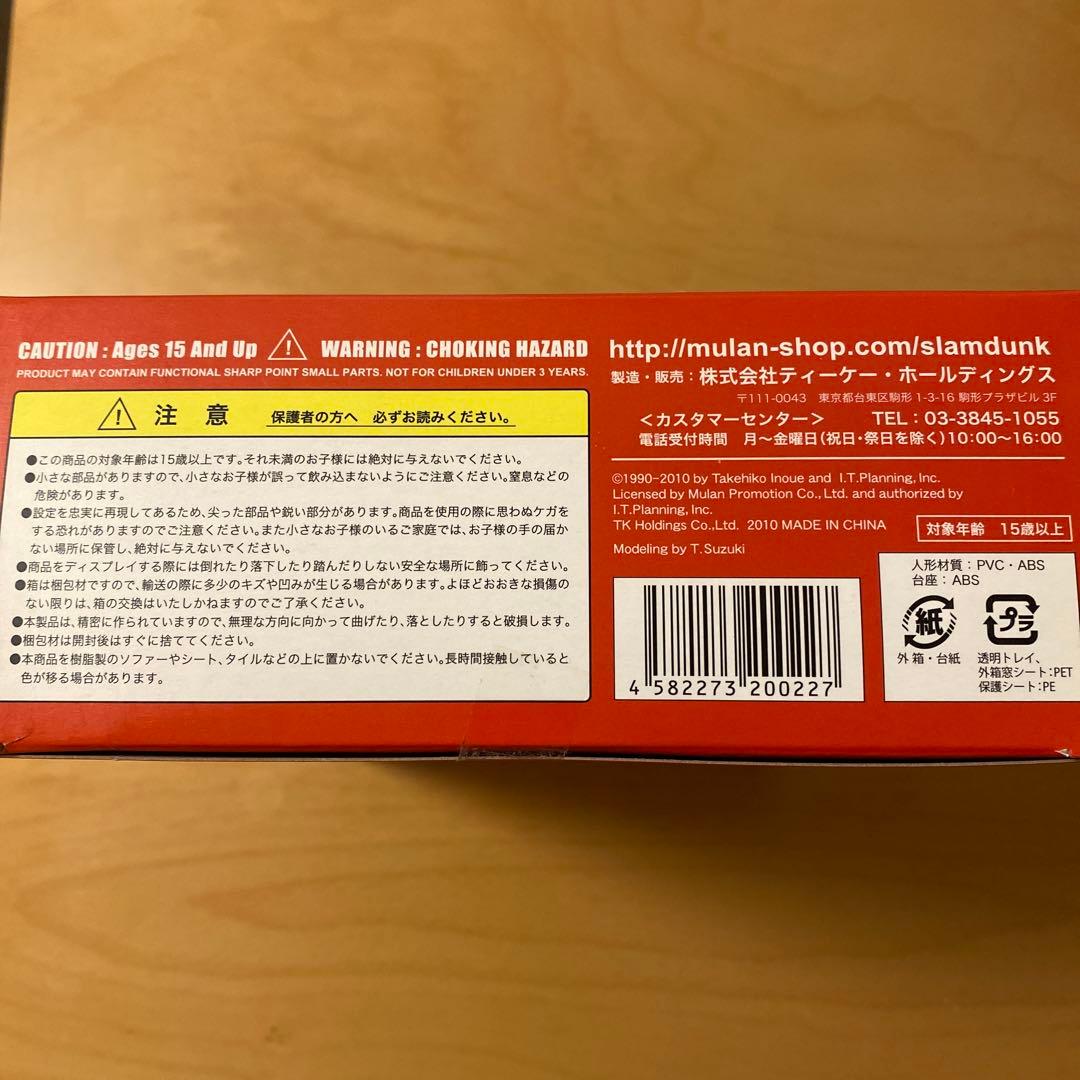 CAUTION : Ages 15 And Up
WARNING : CHOKING HAZARD
PRODUCT MAY CONTAIN FUNCTIONAL SHARP POINT SMALL PARTS. NOT FOR CHILDREN UNDER 3 YEARS.
注 意 保護者の方へ 必ずお読みください。
●この商品の対象年齢は15歳以上です。それ未満のお子様には絶対に与えないでください。
●小さな部品がありますので、小さなお子様が誤って飲み込まないようにご注意ください。窒息などの
危険があります。
●設定を忠実に再現してあるため、尖った部品や鋭い部分があります。商品を使用の際に思わぬケガを
する恐れがありますのでご注意ください。また小さなお子様のいるご家庭では、お子様の手の届か
ない場所に保管し、絶対に与えないでください。
●商品をディスプレイする際には倒れたり落下したり踏んだりしない安全な場所に飾ってください。
●箱は梱包材ですので、輸送の際に多少のキズや凹みが生じる場合があります。よほどおおきな損傷の
ない限りは、箱の交換はいたしかねますのでご了承ください。
●本製品は、精密に作られていますので、無理な方向に向かって曲げたり、落としたりすると破損します。
●梱包材は開封後はすぐに捨ててください。
●本商品を樹脂製のソファーやシート、タイルなどの上に置かないでください。長時間接触していると
色が移る場合があります。
http://mulan-shop.com/slamdunk
製造・販売：株式会社ティーケー・ホールディングス
〒111-0043 東京都台東区駒形 1-3-16 駒形プラザビル 3F
＜カスタマーセンター＞ TEL：03-3845-1055
電話受付時間 月～金曜日（祝日・祭日を除く）10：00～16：00
©1990-2010 by Takehiko Inoue and I.T.Planning, Inc.
Licensed by Mulan Promotion Co., Ltd. and authorized by
I.T.Planning, Inc.
TK Holdings Co.,Ltd. 2010 MADE IN CHINA
対象年齢 15歳以上
Modeling by T. Suzuki
4 582273 200227
人形材質：PVC・ABS
台座：ABS
紙
プラ
外箱・台紙
透明トレイ、
外箱窓シート：PET
保護シート：PE